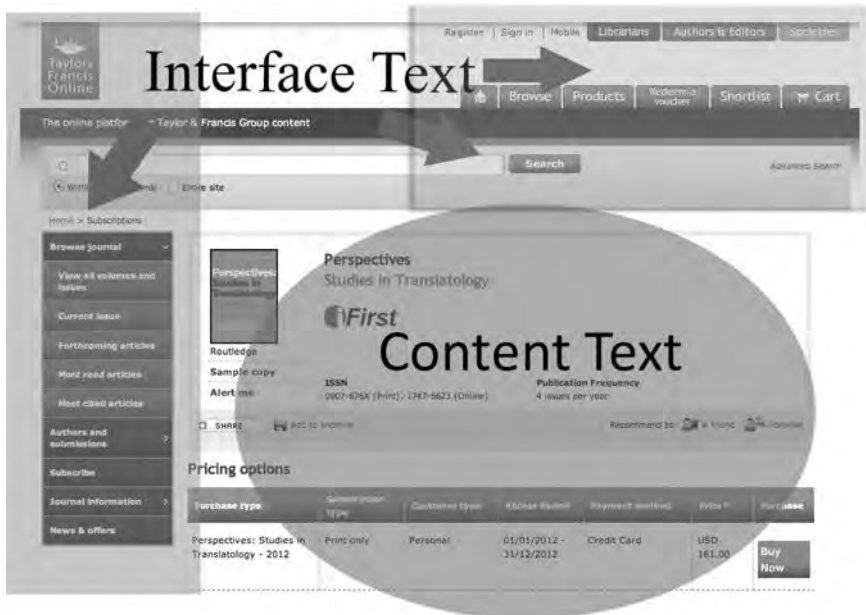 Register | Sign in | Mobile Librarians Authors & Editors Societies
Taylor &
Francis
Online
Interface Text
Browse Products Redeem a voucher Shortlist Cart
The online Taylor & Francis Group content
Search
Advanced Search
Entire site
Home > Subscriptions
Browse journal
View all volumes and
issues
Current issue
Forthcoming articles
Most read articles
Most cited articles
Authors and
submissions
Subscribe
Journal information
News & offers
Perspectives:
Studies in
Translatology
Routledge
Sample copy
Alert me
Perspectives
Studies in Translatology
iFirst
Content Text
ISSN
0907-676X (Print), 1747-6623 (Online)
Publication Frequency
4 issues per year
SHARE Add to shortlist Recommend to: A friend A librarian
Pricing options
Purchase type Subscription type Customer type Access Period Payment method Price Purchase
Perspectives: Studies in
Translatology - 2012
Print only Personal 01/01/2012 -
31/12/2012
Credit Card USD
161.00
Buy
Now